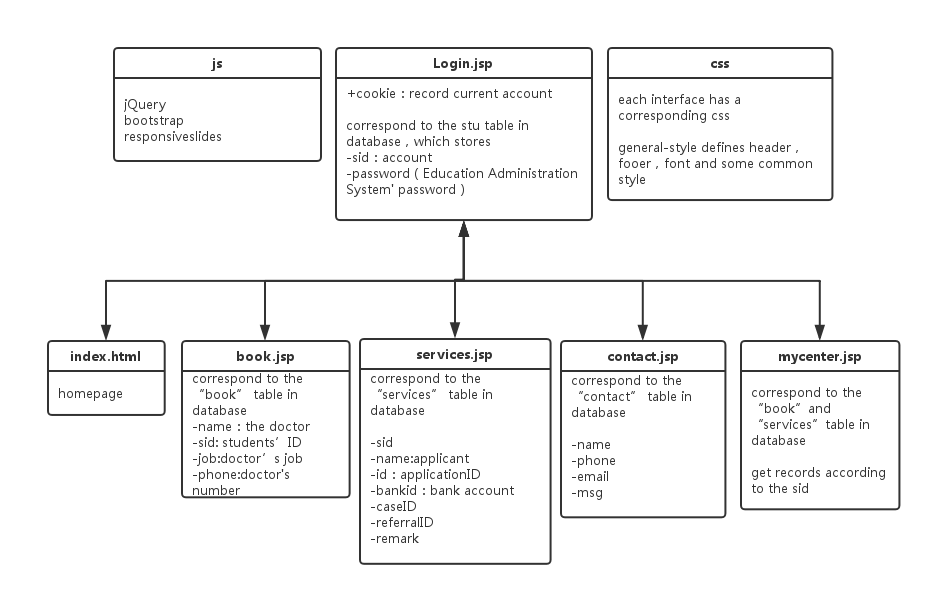 js
jQuery
bootstrap
responsiveslides
Login.jsp
+cookie : record current account
correspond to the stu table in
database , which stores
-sid : account
-password ( Education Administration
System' password )
css
each interface has a
corresponding css
general-style defines header ,
fooer , font and some common
style
index.html
homepage
book.jsp
correspond to the
“book” table in
database
-name : the doctor
-sid: students’ ID
-job:doctor’s job
-phone:doctor's
number
services.jsp
correspond to the
“services” table in
database
-sid
-name:applicant
-id : applicationID
-bankid : bank account
-caseID
-referralID
-remark
contact.jsp
correspond to the
“contact” table in
database
-name
-phone
-email
-msg
mycenter.jsp
correspond to the
“book” and
“services” table in
database
get records according
to the sid